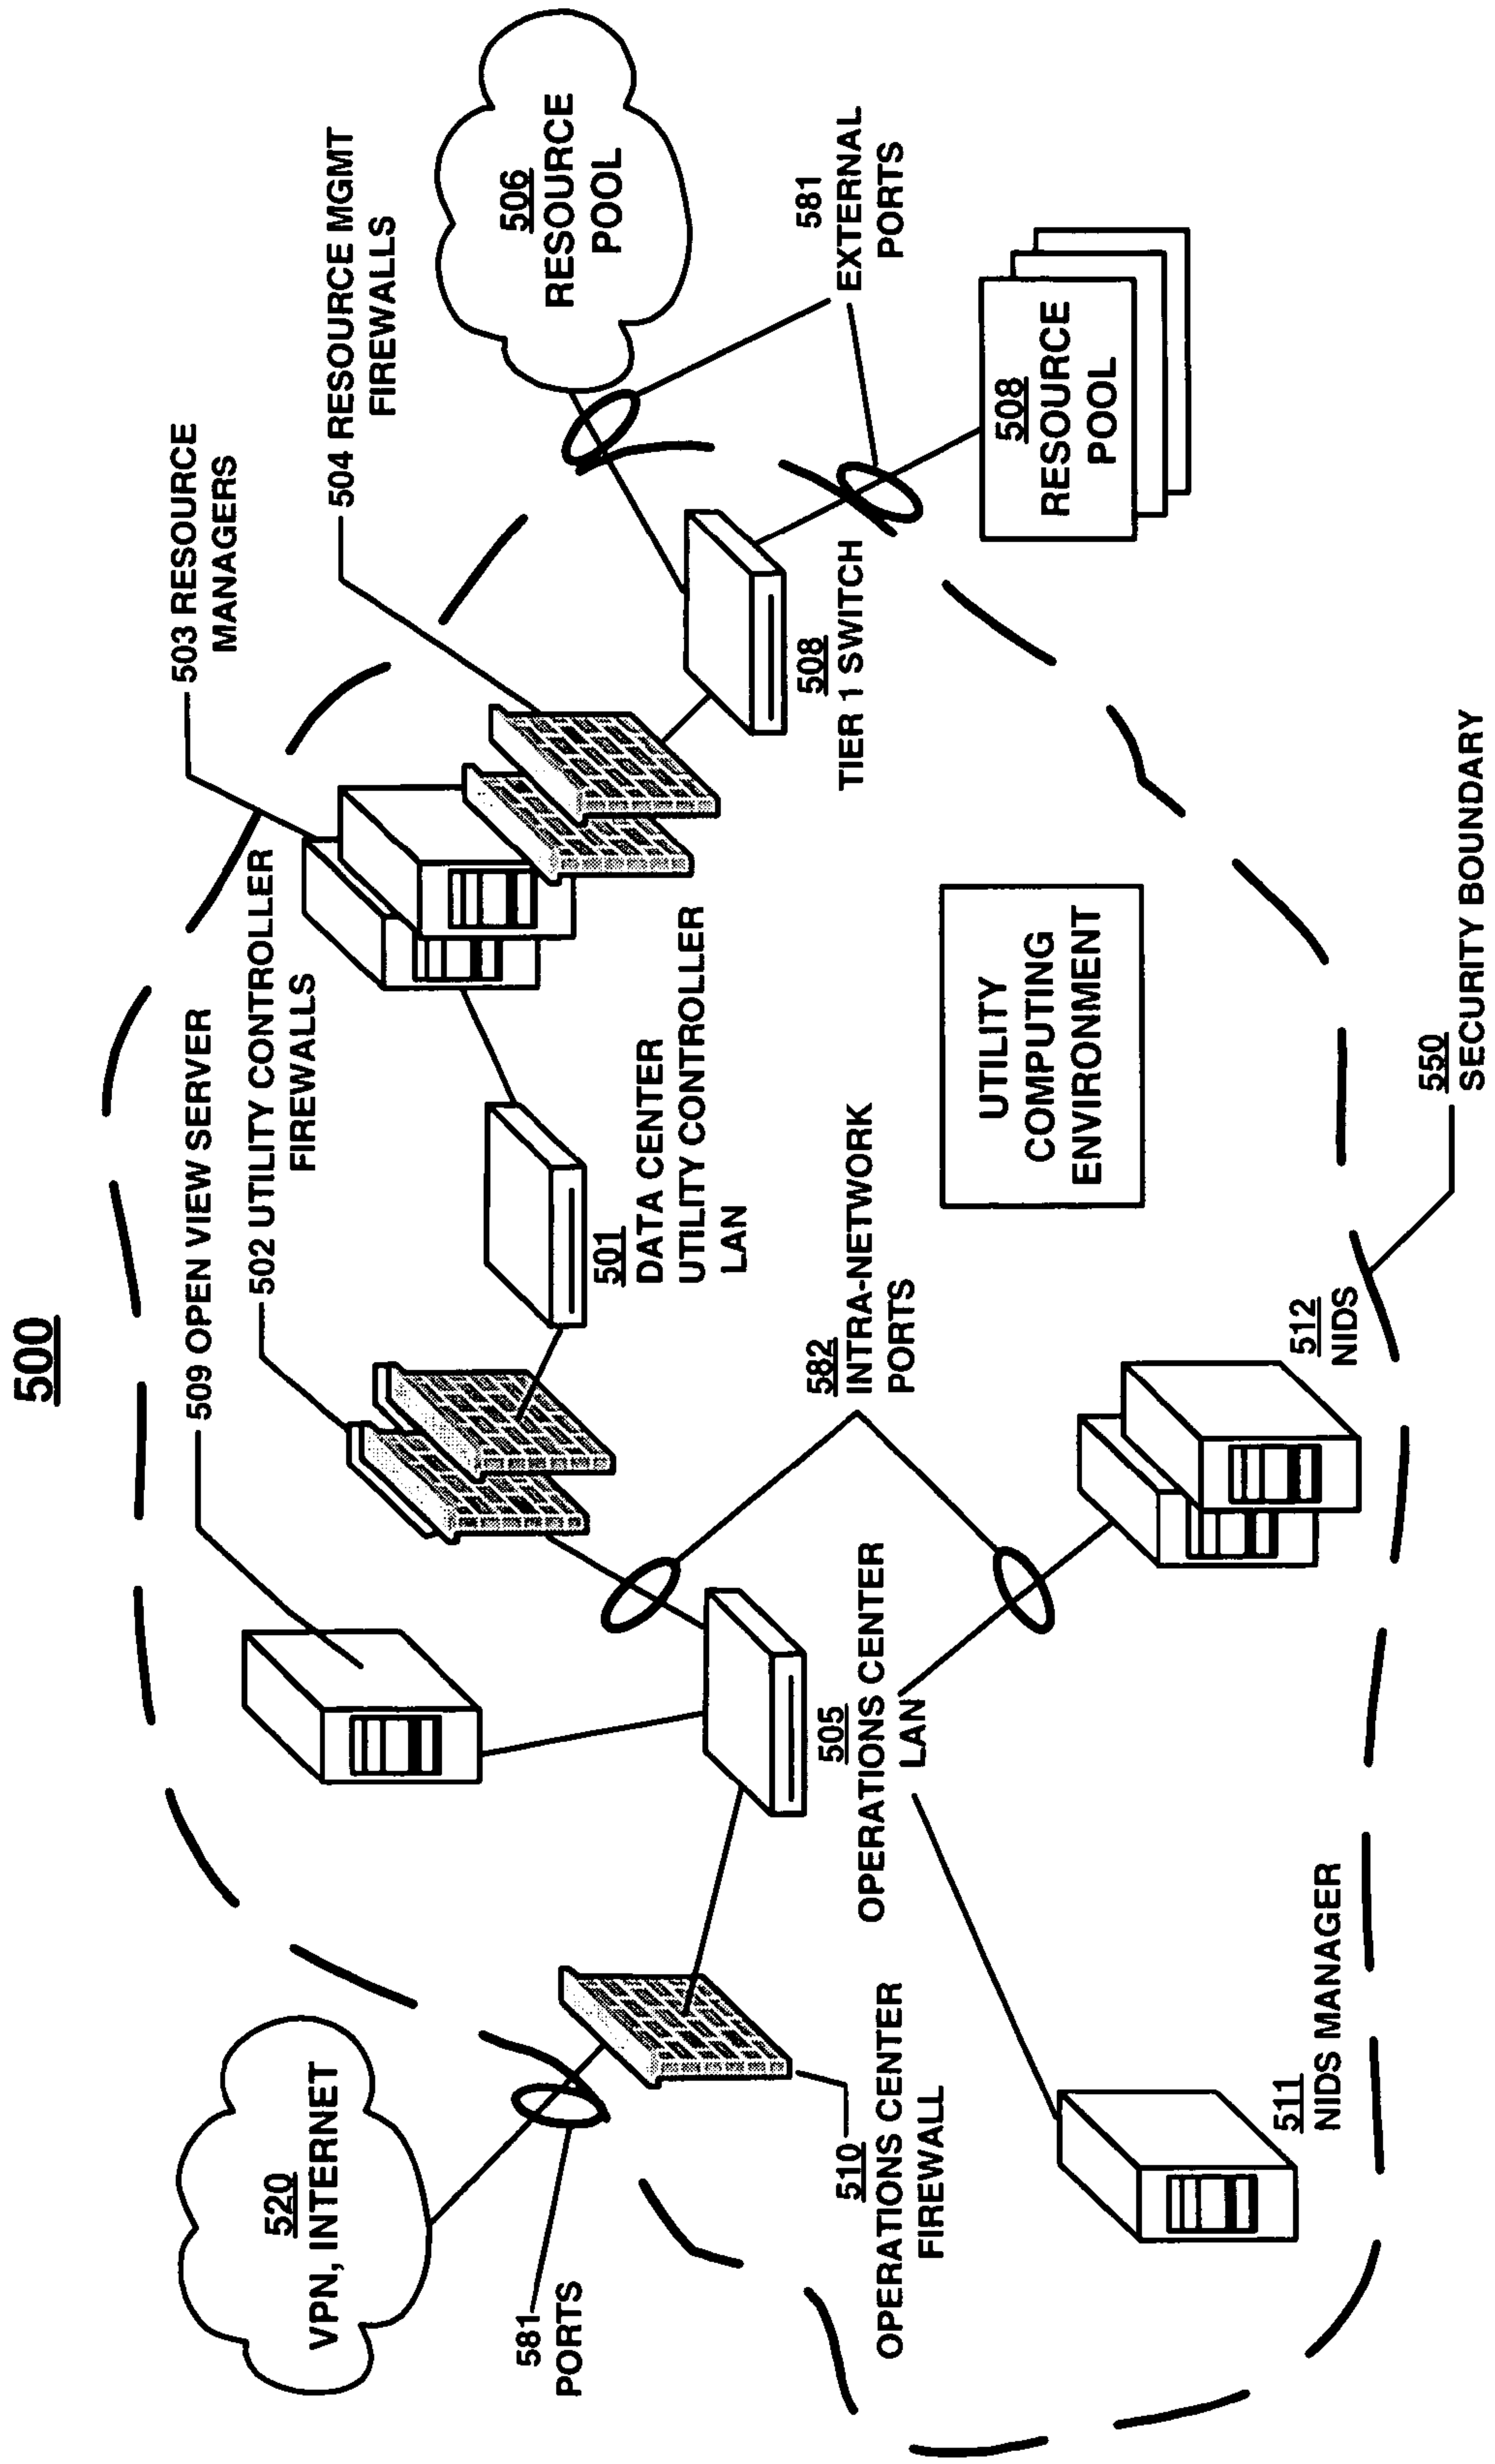 500
509 OPEN VIEW SERVER
502 UTILITY CONTROLLER
FIREWALLS
503 RESOURCE
MANAGERS
504 RESOURCE MGMT
FIREWALLS
520
VPN, INTERNET
506
RESOURCE
POOL
581
PORTS
501
DATA CENTER
UTILITY CONTROLLER
LAN
508
TIER 1 SWITCH
581
EXTERNAL
PORTS
505
OPERATIONS CENTER
LAN
582
INTRA-NETWORK
PORTS
510
OPERATIONS CENTER
FIREWALL
UTILITY
COMPUTING
ENVIRONMENT
508
RESOURCE
POOL
511
NIDS MANAGER
512
NIDS
550
SECURITY BOUNDARY